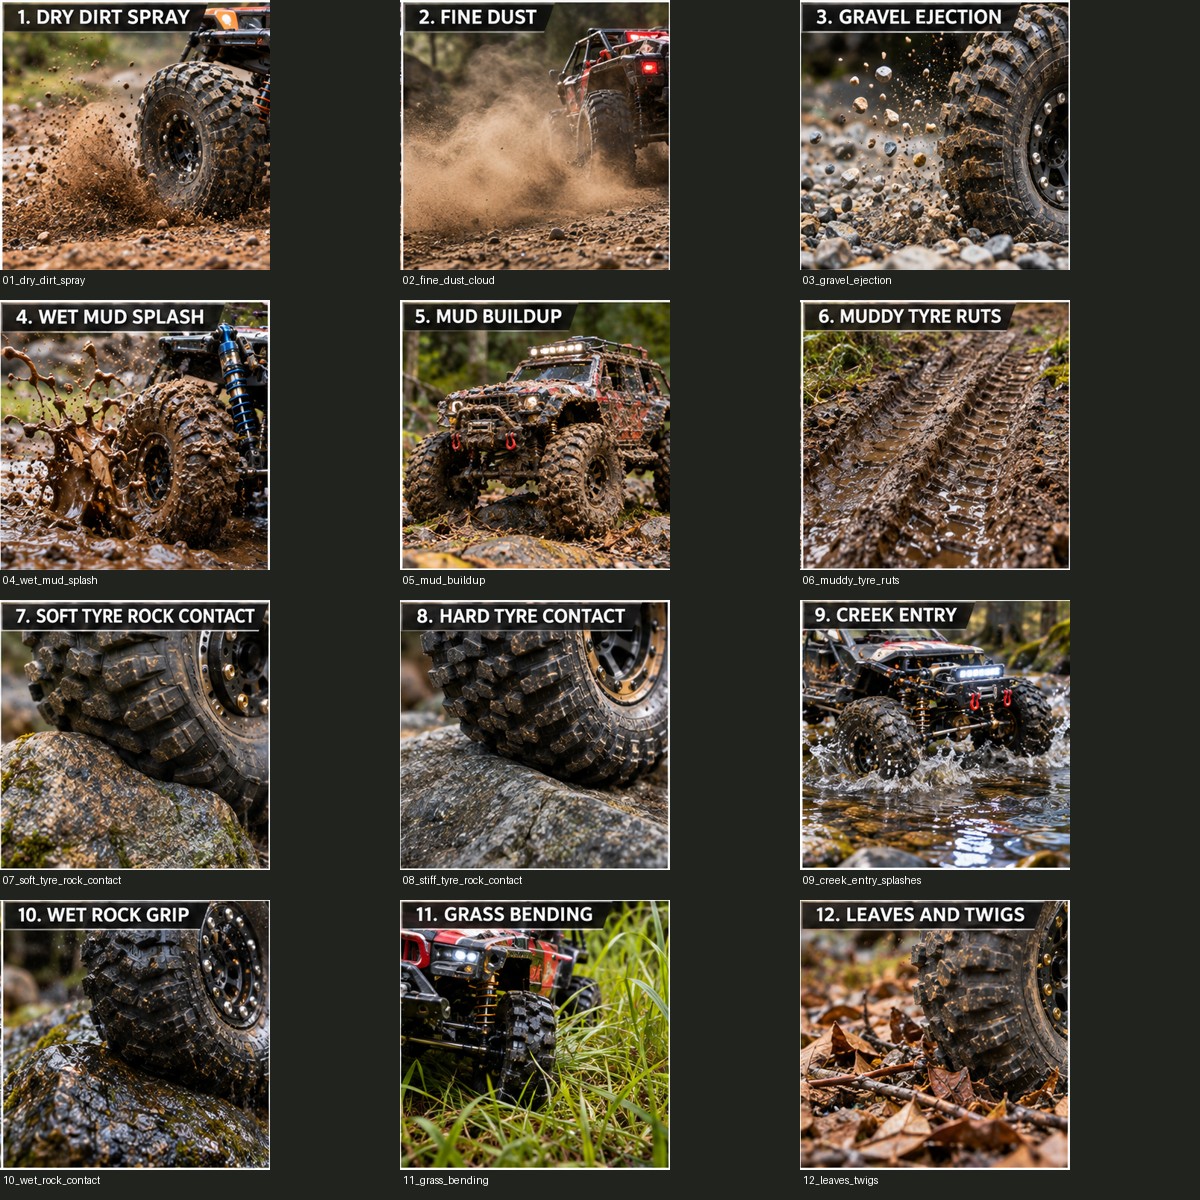 1. DRY DIRT SPRAY
2. FINE DUST
3. GRAVEL EJECTION
01_dry_dirt_spray
02_fine_dust_cloud
03_gravel_ejection
4. WET MUD SPLASH
5. MUD BUILDUP
6. MUDDY TYRE RUTS
04_wet_mud_splash
05_mud_buildup
06_muddy_tyre_ruts
7. SOFT TYRE ROCK CONTACT
8. HARD TYRE CONTACT
9. CREEK ENTRY
07_soft_tyre_rock_contact
08_stiff_tyre_rock_contact
09_creek_entry_splashes
10. WET ROCK GRIP
11. GRASS BENDING
12. LEAVES AND TWIGS
10_wet_rock_contact
11_grass_bending
12_leaves_twigs